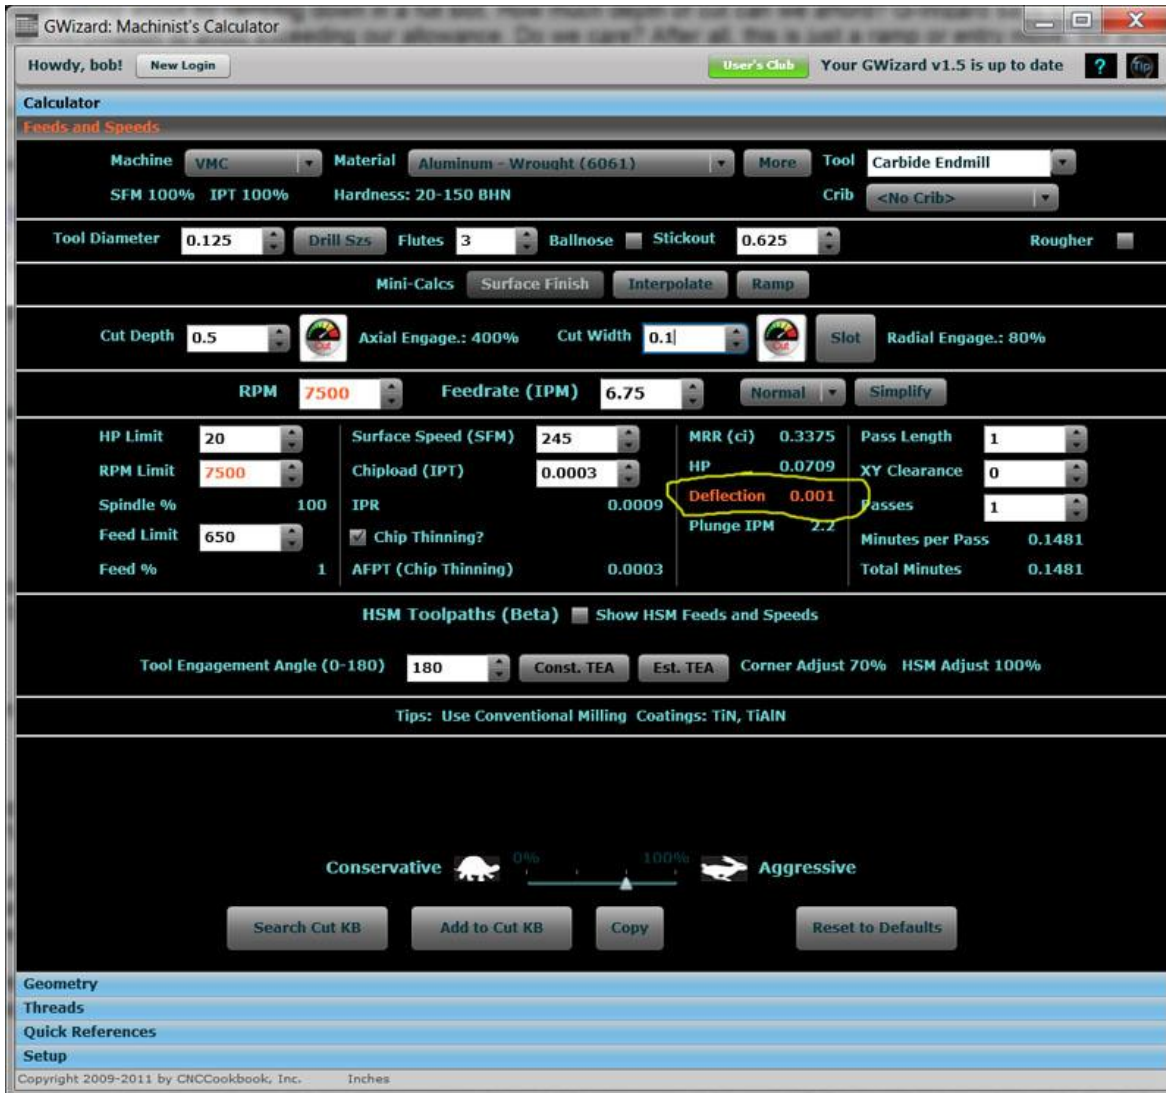 GWizard: Machinist's Calculator
Howdy, bob! New Login User's Club Your GWizard v1.5 is up to date ? Tip
Calculator
Feeds and Speeds
Machine VMC Material Aluminum - Wrought (6061) More Tool Carbide Endmill
SFM 100% IPT 100% Hardness: 20-150 BHN Crib <No Crib>
Tool Diameter 0.125 Drill Szs Flutes 3 Ballnose Stickout 0.625 Rougher
Mini-Calcs Surface Finish Interpolate Ramp
Cut Depth 0.5 Cut Axial Engage.: 400% Cut Width 0.1 Cut Slot Radial Engage.: 80%
RPM 7500 Feedrate (IPM) 6.75 Normal Simplify
HP Limit 20 Surface Speed (SFM) 245 MRR (ci) 0.3375 Pass Length 1
RPM Limit 7500 Chipload (IPT) 0.0003 HP 0.0709 XY Clearance 0
Spindle % 100 IPR 0.0009 Deflection 0.001 Passes 1
Feed Limit 650 Chip Thinning? Plunge IPM 2.2 Minutes per Pass 0.1481
Feed % 1 AFPT (Chip Thinning) 0.0003 Total Minutes 0.1481
HSM Toolpaths (Beta) Show HSM Feeds and Speeds
Tool Engagement Angle (0-180) 180 Const. TEA Est. TEA Corner Adjust 70% HSM Adjust 100%
Tips: Use Conventional Milling Coatings: TiN, TiAlN
Conservative 0% 100% Aggressive
Search Cut KB Add to Cut KB Copy Reset to Defaults
Geometry
Threads
Quick References
Setup
Copyright 2009-2011 by CNCCookbook, Inc. Inches